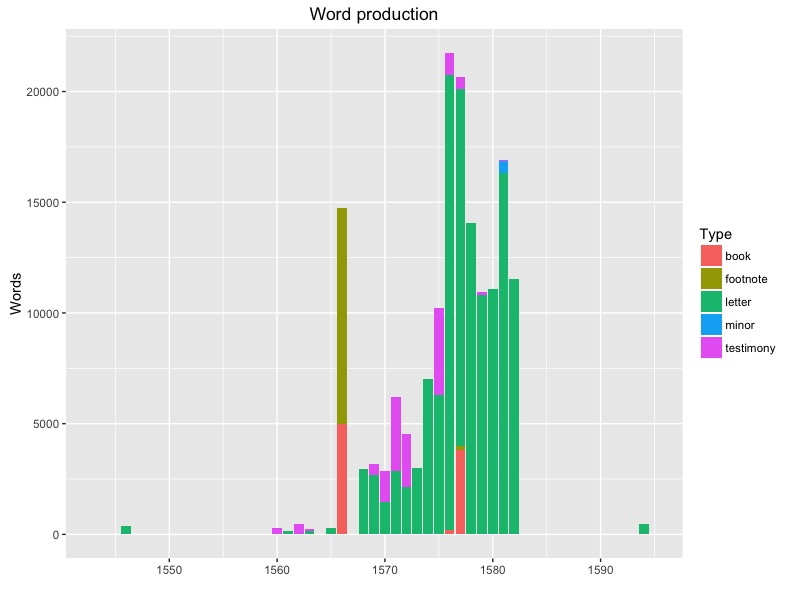 Word production
Words
20000
15000
10000
5000
0
1550
1560
1570
1580
1590
Type
book
footnote
letter
minor
testimony